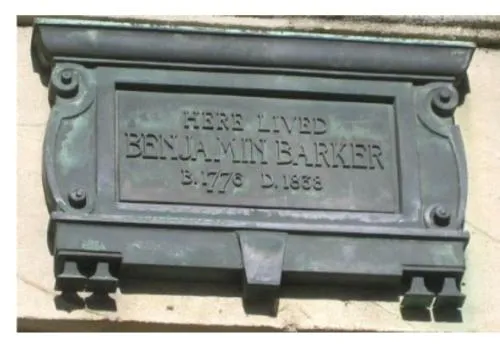 HERE LIVED
BENJAMIN BARKER
B.1776 D.1838